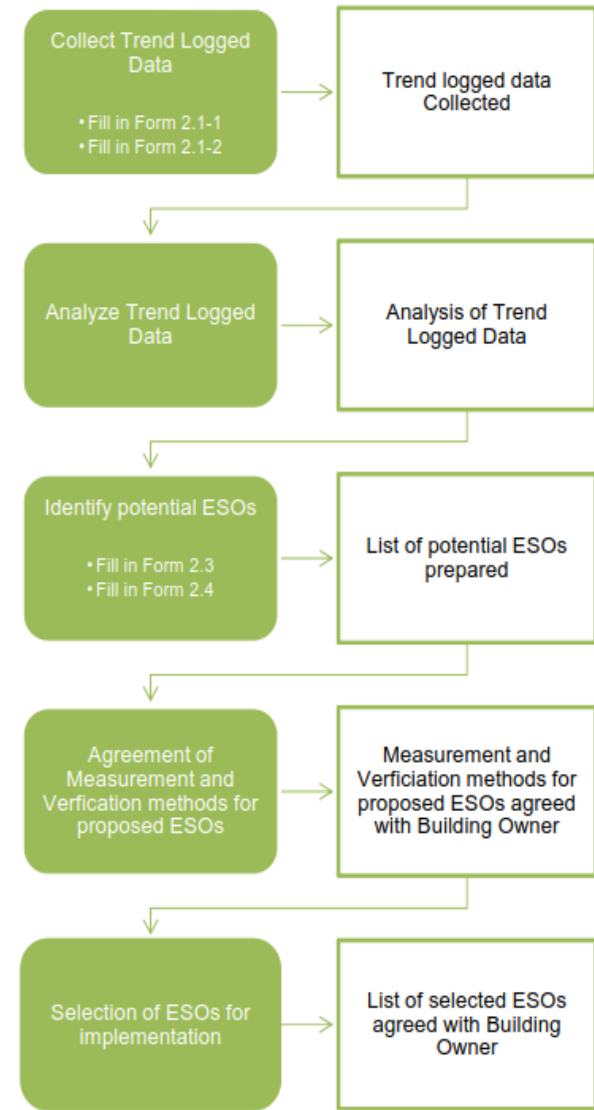 Collect Trend Logged
Data
• Fill in Form 2.1-1
• Fill in Form 2.1-2
Trend logged data
Collected
Analyze Trend Logged
Data
Analysis of Trend
Logged Data
Identify potential ESOs
• Fill in Form 2.3
• Fill in Form 2.4
List of potential ESOs
prepared
Agreement of
Measurement and
Verfication methods for
proposed ESOs
Measurement and
Verficiation methods for
proposed ESOs agreed
with Building Owner
Selection of ESOs for
implementation
List of selected ESOs
agreed with Building
Owner